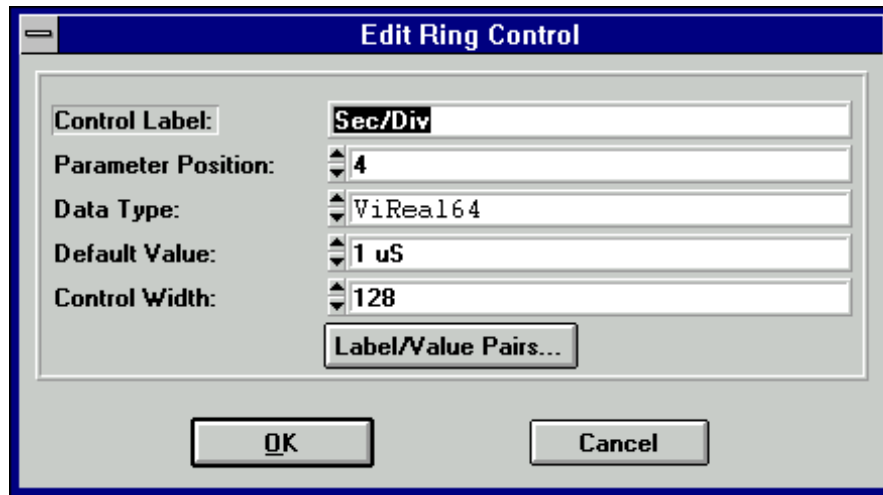 Edit Ring Control
Control Label: Sec/Div
Parameter Position: 4
Data Type: ViReal64
Default Value: 1 uS
Control Width: 128
Label/Value Pairs...
OK Cancel